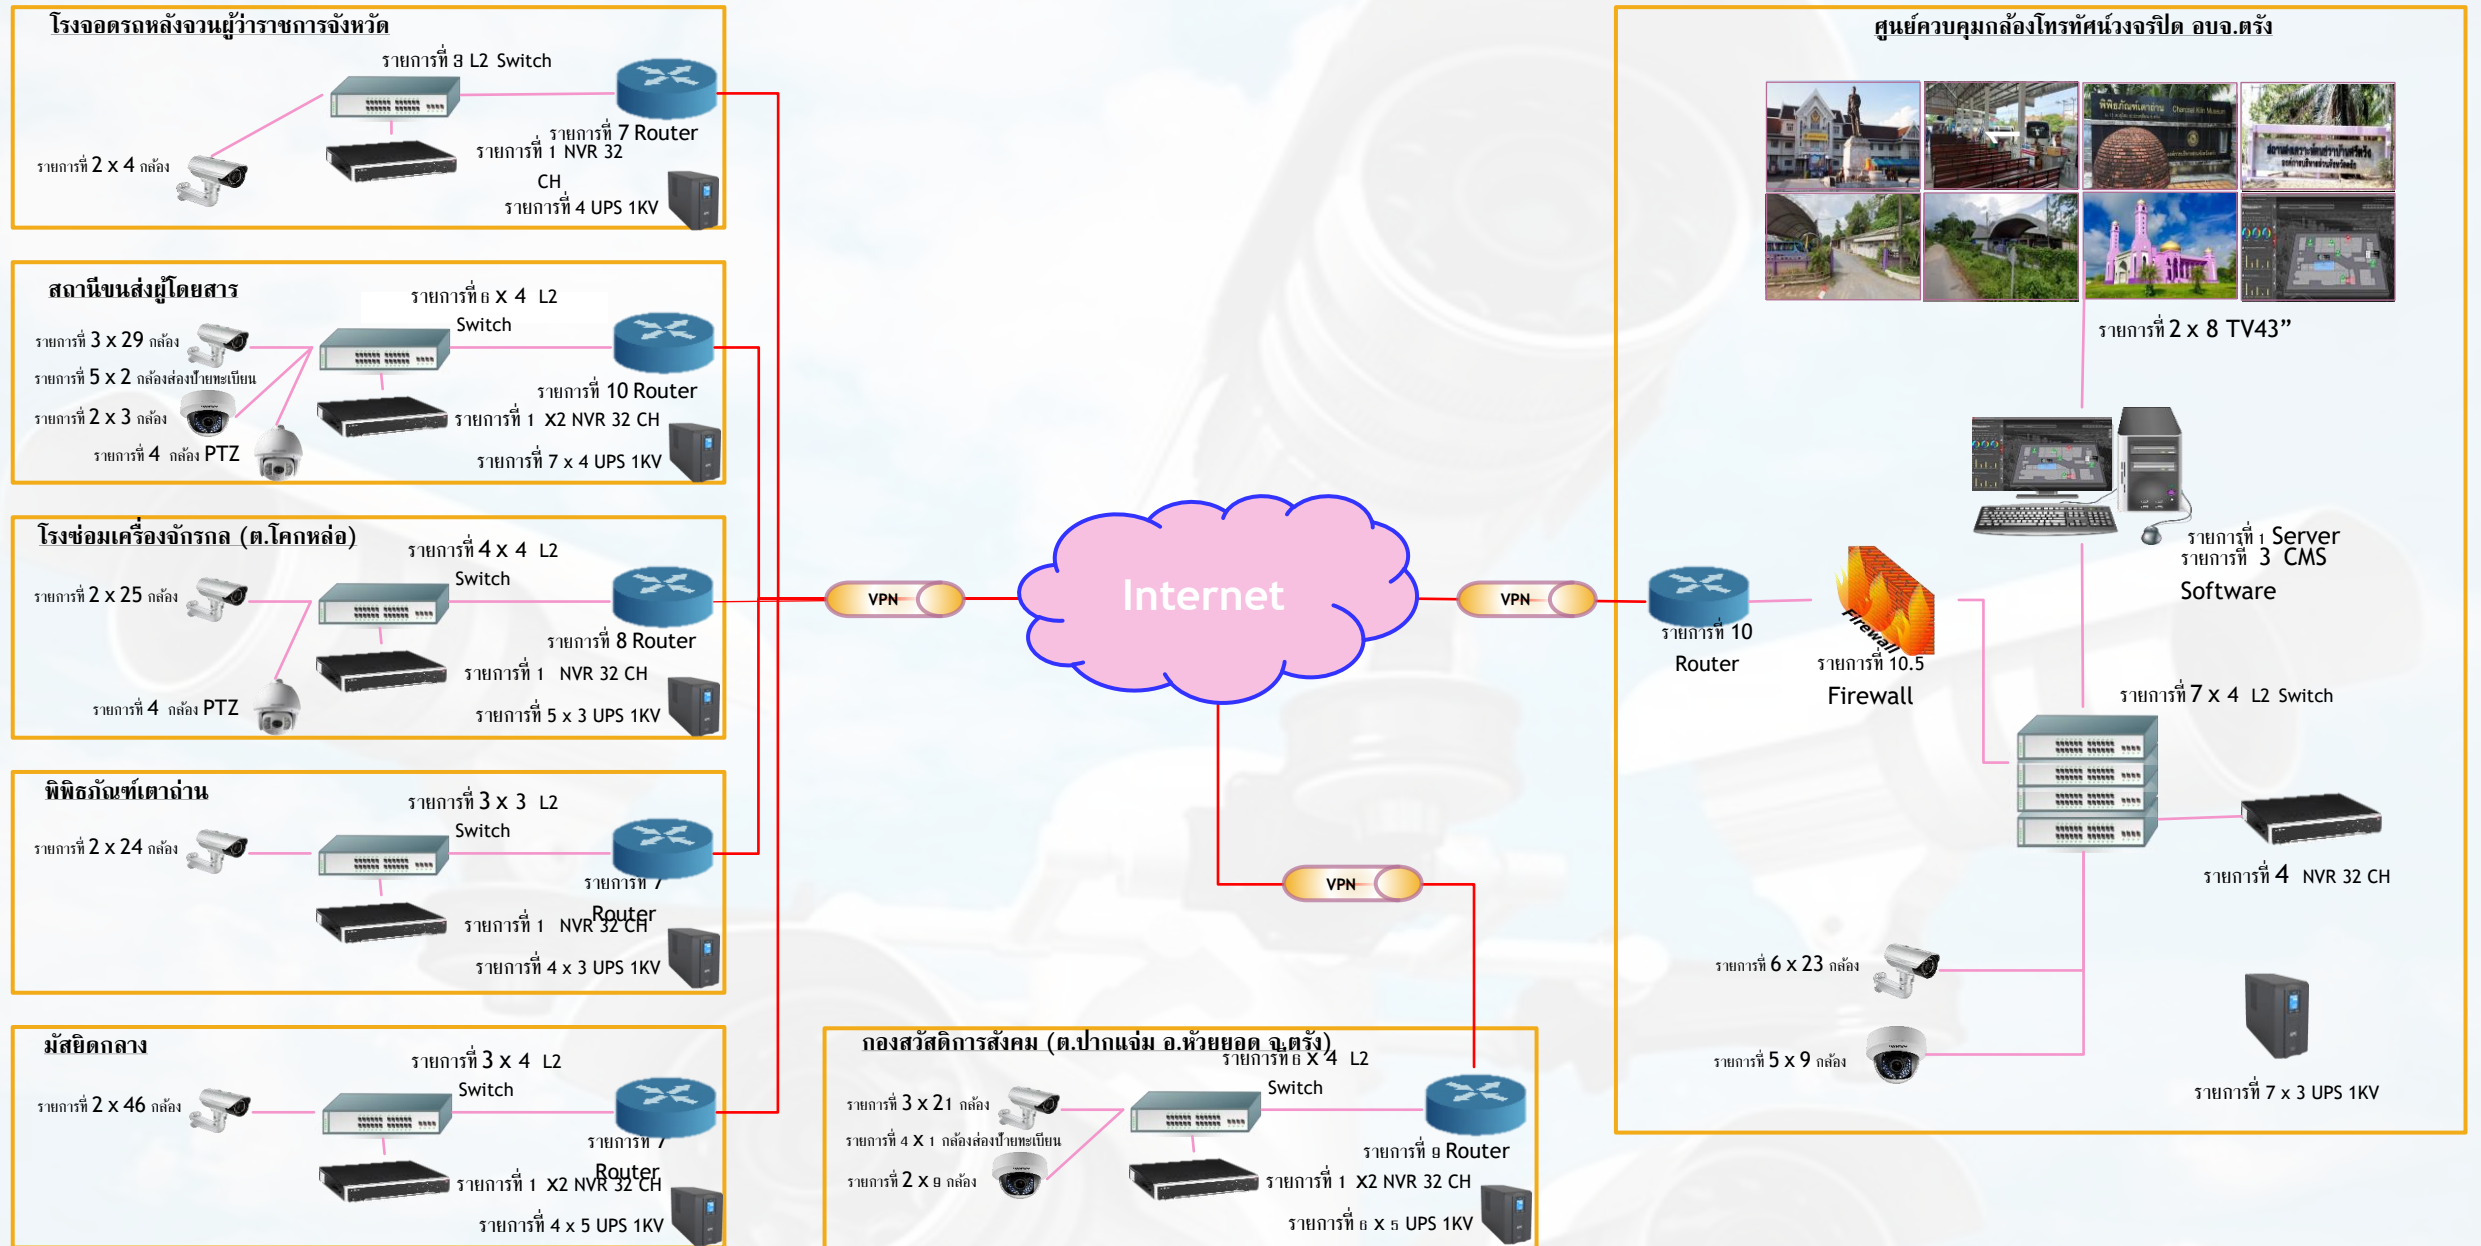 โรงจอดรถหลังจวนผู้ว่าราชการจังหวัด
รายการที่ 3 L2 Switch
รายการที่ 7 Router
รายการที่ 1 NVR 32
CH
รายการที่ 2 x 4 กล้อง
รายการที่ 4 UPS 1KV
สถานีขนส่งผู้โดยสาร
รายการที่ 6 x 4 L2
Switch
รายการที่ 3 x 29 กล้อง
รายการที่ 5 x 2 กล้องส่องป้ายทะเบียน
รายการที่ 10 Router
รายการที่ 2 x 3 กล้อง
รายการที่ 1 X2 NVR 32 CH
รายการที่ 4 กล้อง PTZ
รายการที่ 7 x 4 UPS 1KV
โรงซ่อมเครื่องจักรกล (ต.โคกหล่อ)
รายการที่ 4 x 4 L2
Switch
รายการที่ 2 x 25 กล้อง
รายการที่ 8 Router
รายการที่ 1 NVR 32 CH
รายการที่ 4 กล้อง PTZ
รายการที่ 5 x 3 UPS 1KV
พิพิธภัณฑ์เตาถ่าน
รายการที่ 3 x 3 L2
Switch
รายการที่ 2 x 24 กล้อง
รายการที่ 7
Router
รายการที่ 1 NVR 32 CH
รายการที่ 4 x 3 UPS 1KV
มัสยิดกลาง
รายการที่ 3 x 4 L2
Switch
รายการที่ 2 x 46 กล้อง
รายการที่ 7
Router
รายการที่ 1 X2 NVR 32 CH
รายการที่ 4 x 5 UPS 1KV
VPN
Internet
VPN
VPN
กองสวัสดิการสังคม (ต.ปากแจ่ม อ.ห้วยยอด จ.ตรัง)
รายการที่ 6 x 4 L2
Switch
รายการที่ 3 x 21 กล้อง
รายการที่ 4 X 1 กล้องส่องป้ายทะเบียน
รายการที่ 9 Router
รายการที่ 2 x 9 กล้อง
รายการที่ 1 X2 NVR 32 CH
รายการที่ 6 X 5 UPS 1KV
ศูนย์ควบคุมกล้องโทรทัศน์วงจรปิด อบจ.ตรัง
พิพิธภัณฑ์เตาถ่าน Charcoal Kiln Museum
รายการที่ 2 x 8 TV43”
รายการที่ 1 Server
รายการที่ 3 CMS
Software
รายการที่ 10
Router
Firewall
รายการที่ 10.5
Firewall
รายการที่ 7 x 4 L2 Switch
รายการที่ 4 NVR 32 CH
รายการที่ 6 x 23 กล้อง
รายการที่ 5 x 9 กล้อง
รายการที่ 7 x 3 UPS 1KV